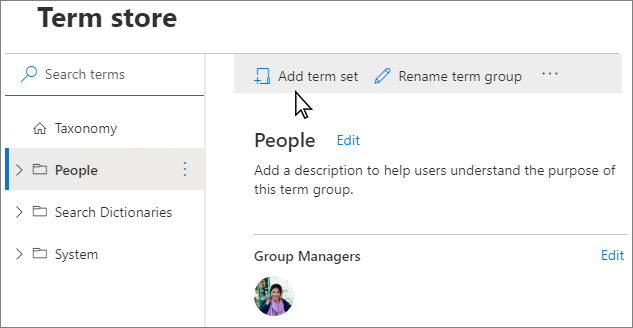 Term store
Search terms
Add term set
Rename term group
...
Taxonomy
People
Search Dictionaries
System
People
Edit
Add a description to help users understand the purpose of
this term group.
Group Managers
Edit